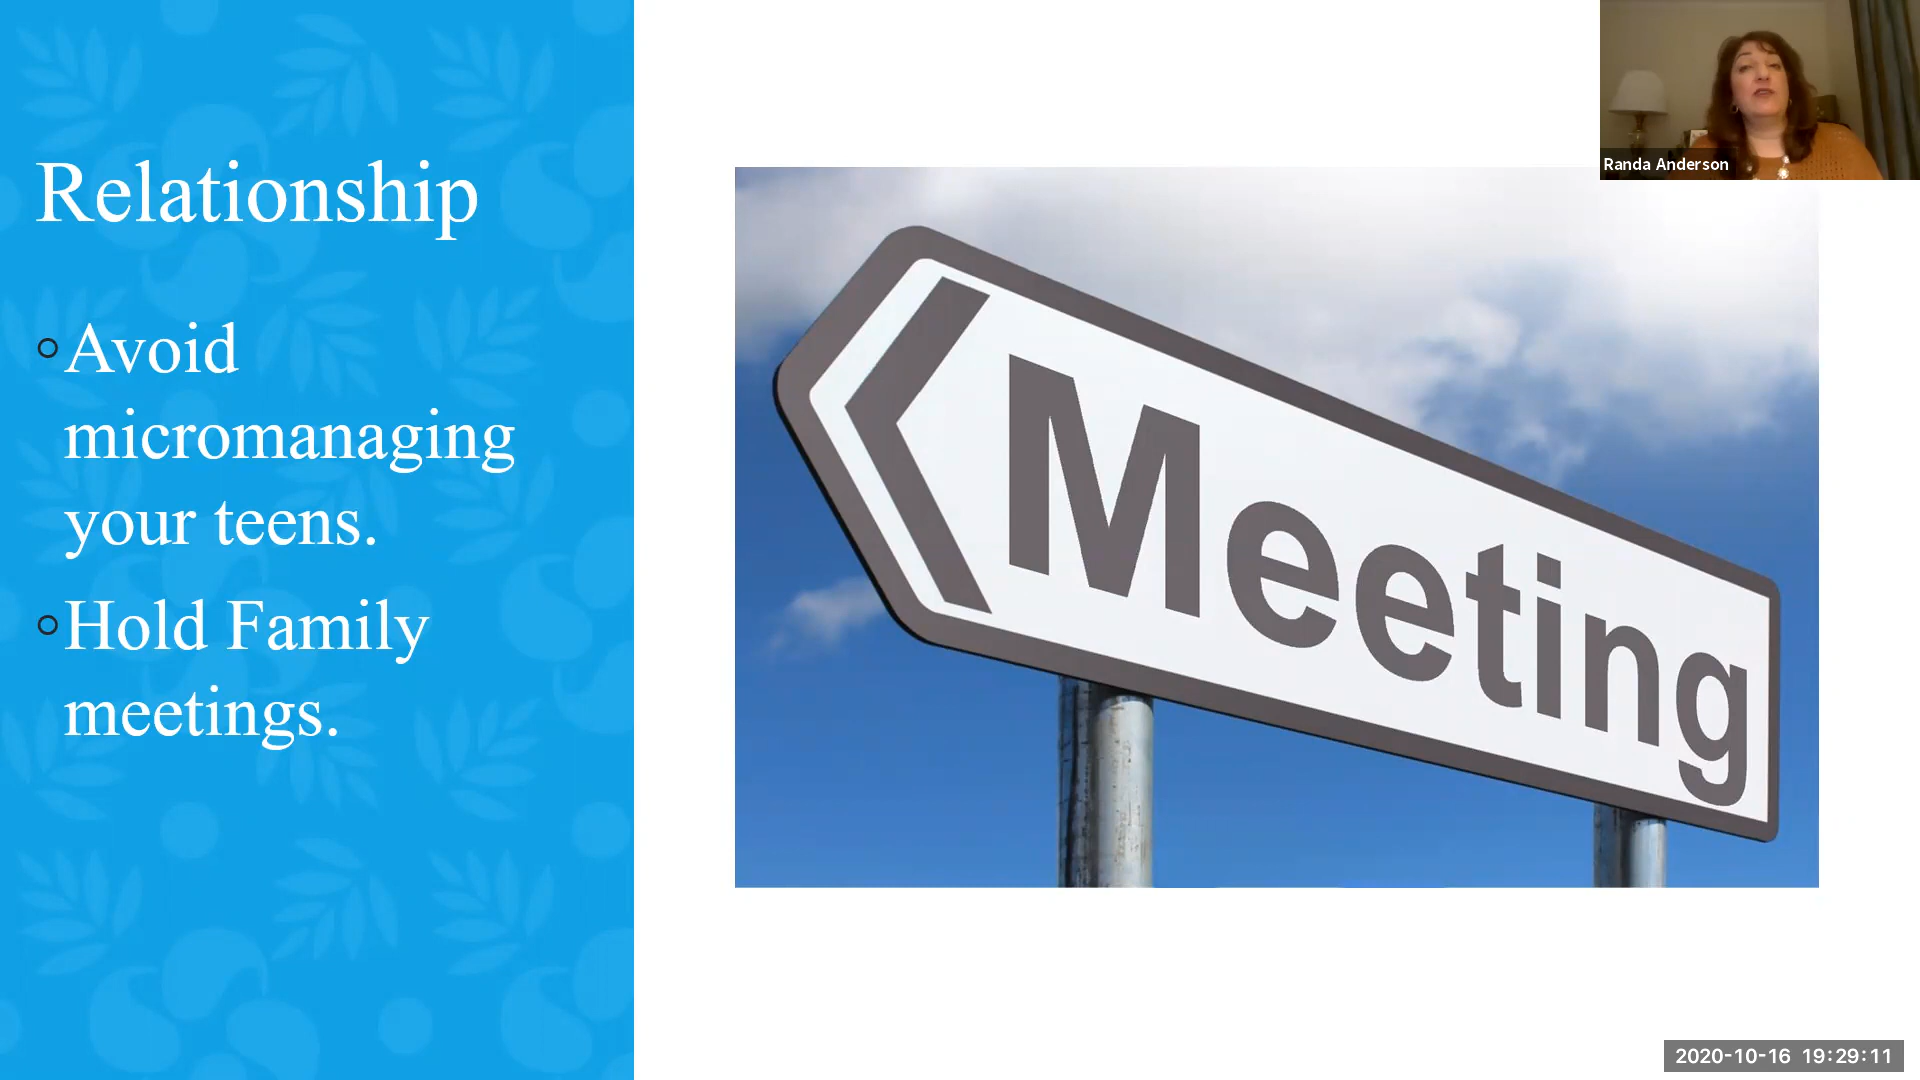 Relationship
Avoid
micromanaging
your teens.
Hold Family
meetings.
Meeting
Randa Anderson
2020-10-16 19:29:11